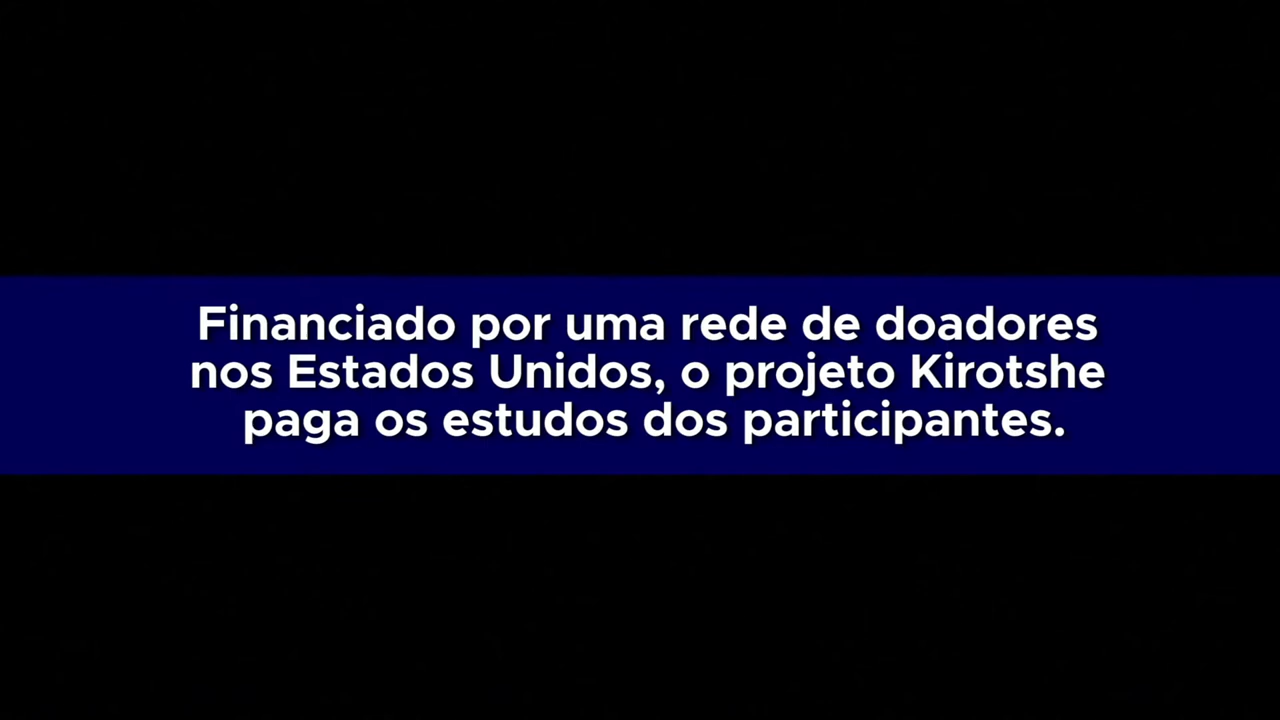 Financiado por uma rede de doadores
nos Estados Unidos, o projeto Kirotshe
paga os estudos dos participantes.